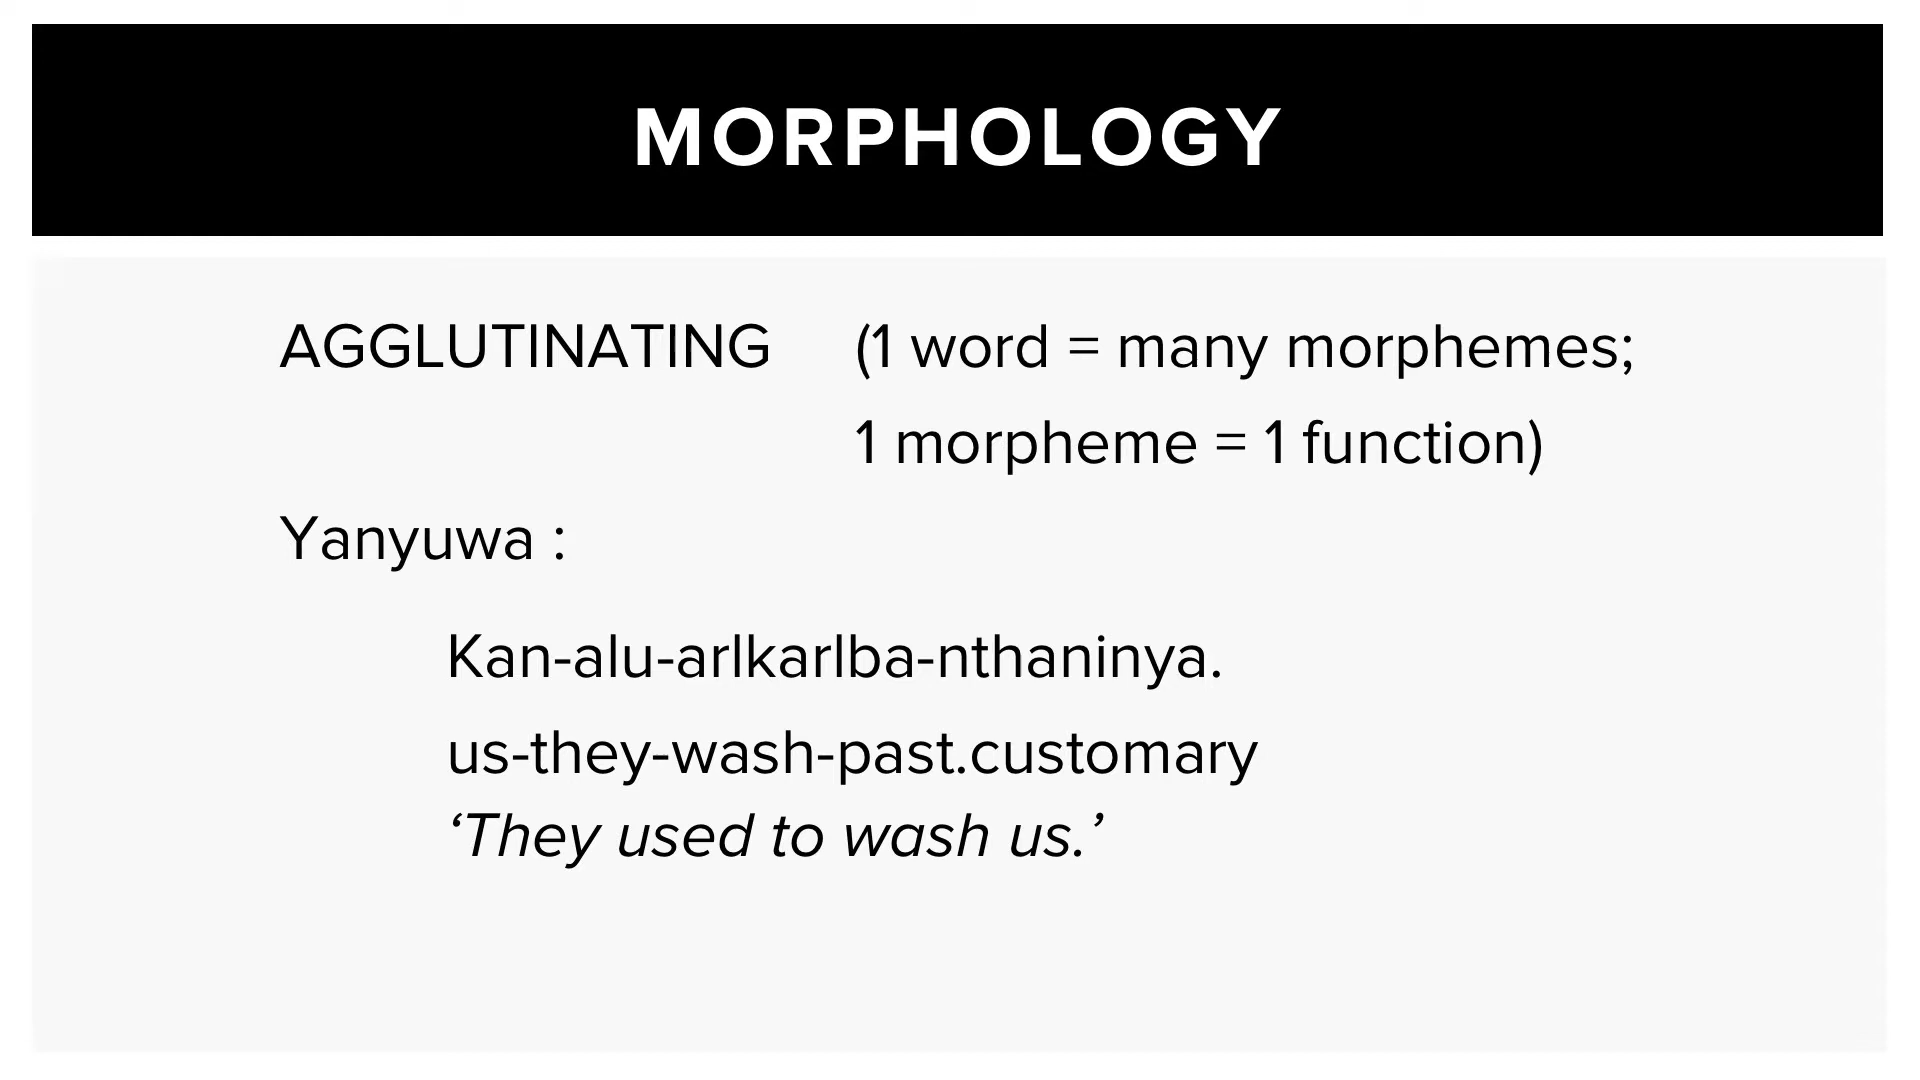 MORPHOLOGY
AGGLUTINATING (1 word = many morphemes;
1 morpheme = 1 function)
Yanyuwa :
Kan-alu-arlkarlba-nthaninya.
us-they-wash-past.customary
‘They used to wash us.’